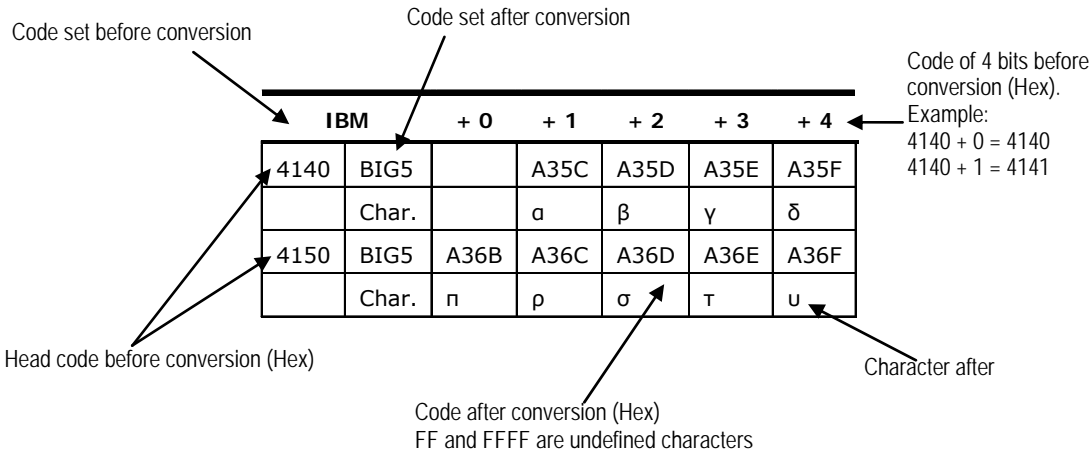 Code set after conversion
Code set before conversion
Code of 4 bits before
conversion (Hex).
Example:
4140 + 0 = 4140
4140 + 1 = 4141
IBM + 0 + 1 + 2 + 3 + 4
4140 BIG5 A35C A35D A35E A35F
Char. α β γ δ
4150 BIG5 A36B A36C A36D A36E A36F
Char. π ρ σ τ υ
Head code before conversion (Hex)
Character after
Code after conversion (Hex)
FF and FFFF are undefined characters